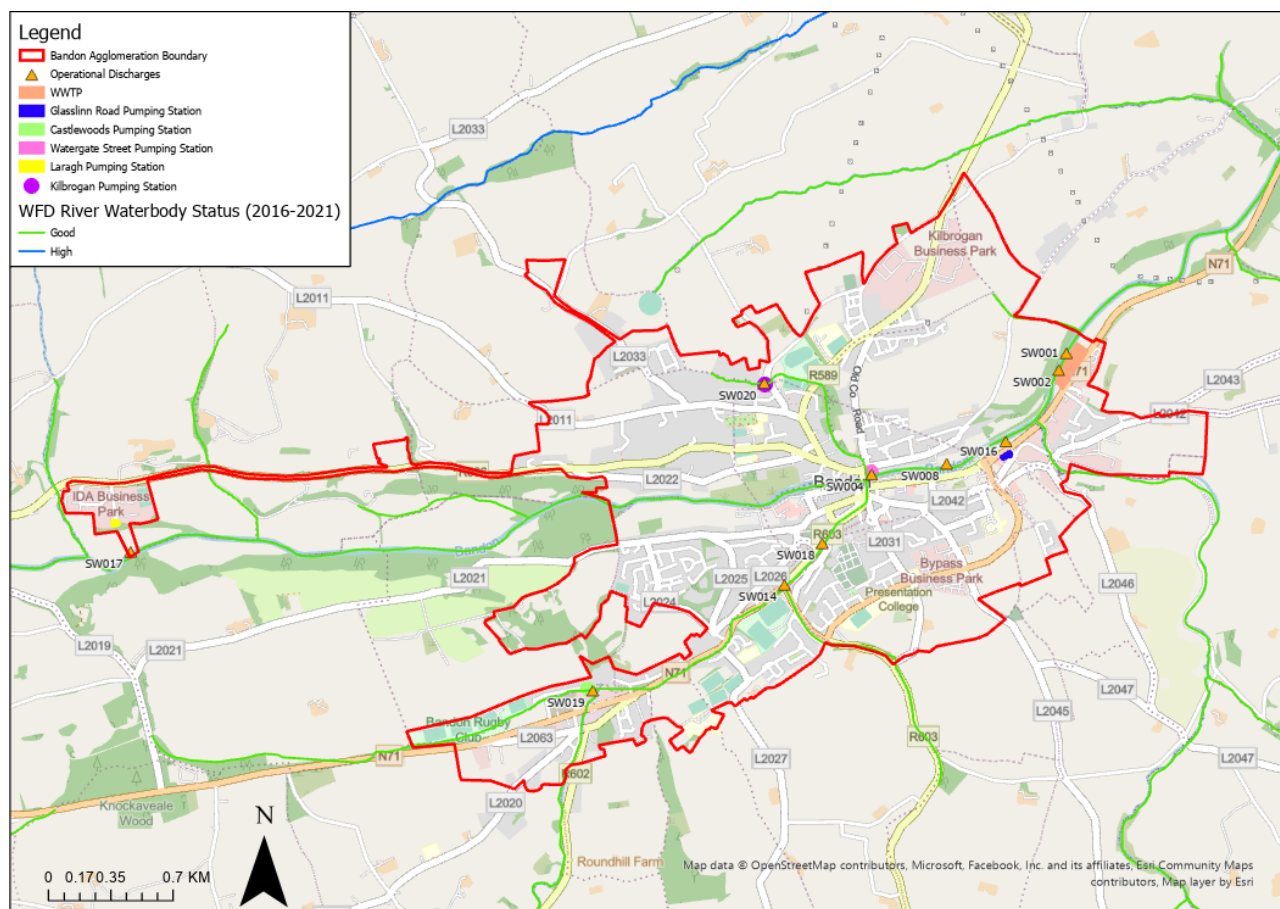 Legend
Bandon Agglomeration Boundary
Operational Discharges
WWTP
Glasslinn Road Pumping Station
Castlewoods Pumping Station
Watergate Street Pumping Station
Laragh Pumping Station
Kilbrogan Pumping Station
WFD River Waterbody Status (2016-2021)
Good
High
L2033
Kilbrogan
Business Park
N71
L2011
L2033
R589
Old Co
Road
SW001
SW002
71
L2043
L2042
SW020
L2011
SW016
IDA Business
Park
L2022
SW008
SW004
L2042
Bandon
SW017
L2021
SW018
R603
L2031
Bypass
Business Park
L2025
L2026
SW014
L2024
Presentation
College
L2046
L2019
L2021
N71
SW019
Bandon Rugby
Club
L2063
N71
L2047
L2045
R603
L2027
L2047
R602
L2020
Knockaveale
Wood
N
Roundhill Farm
0 0.170.35 0.7 KM
Map data © OpenStreetMap contributors, Microsoft, Facebook, Inc. and its affiliates, Esri Community Maps
contributors, Map layer by Esri